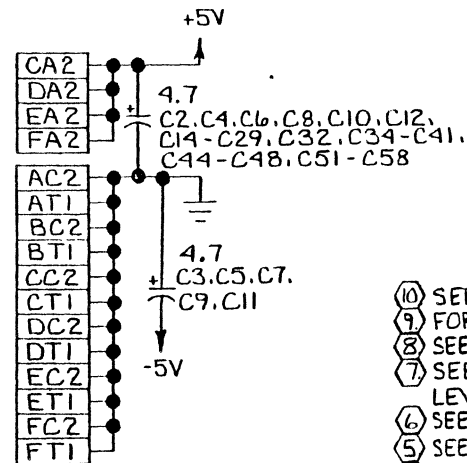 +5V
CA2
DA2
EA2
FA2
+
4.7
C2,C4,C6,C8,C10,C12,
C14-C29,C32,C34-C41,
C44-C48,C51-C58
AC2
AT1
BC2
BT1
CC2
CT1
DC2
DT1
EC2
ET1
FC2
FT1
4.7
+
C3,C5,C7,
C9,C11
-5V
10
9. FOR
8 SEE
7. SEE
LEV
6 SEE
5 SEE